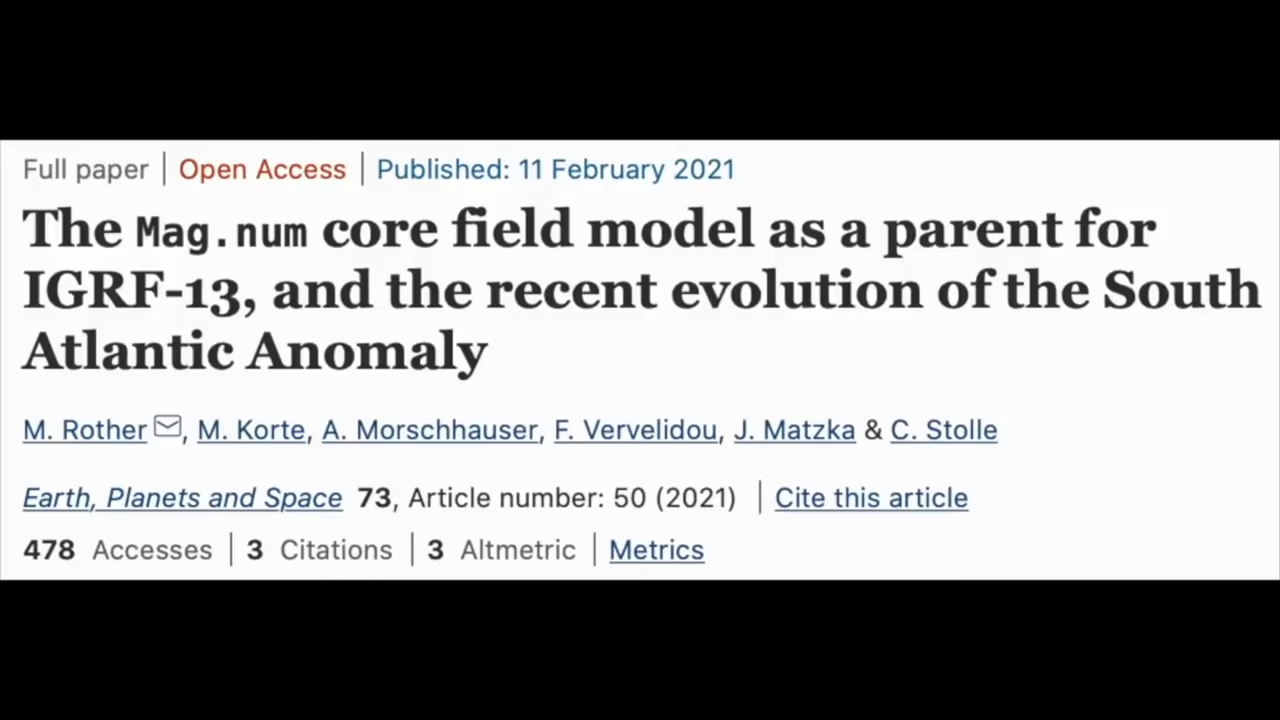 Full paper | Open Access | Published: 11 February 2021
The Mag.num core field model as a parent for
IGRF-13, and the recent evolution of the South
Atlantic Anomaly
M. Rother, M. Korte, A. Morschhauser, F. Vervelidou, J. Matzka & C. Stolle
Earth, Planets and Space 73, Article number: 50 (2021) | Cite this article
478 Accesses | 3 Citations | 3 Altmetric | Metrics